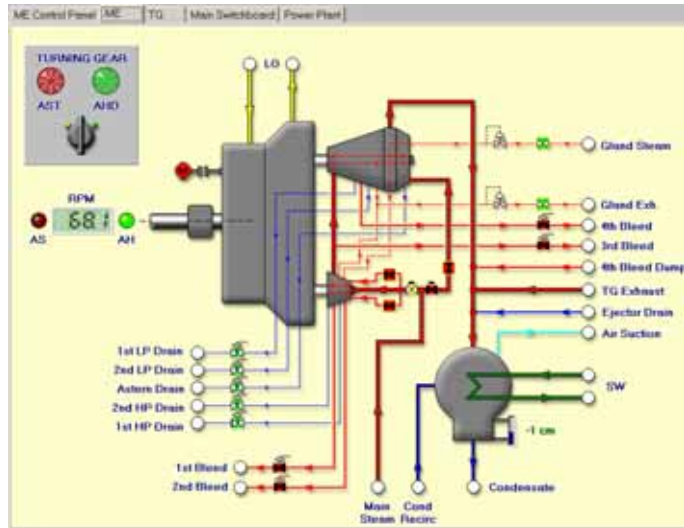 ME Control Panel ME TG Main Switchboard Power Plant
TURNING GEAR
AST AHD
LO
RPM
AS AH
Gland Steam
Gland Exh.
4th Bleed
3rd Bleed
4th Bleed Dump
TG Exhaust
Ejector Drain
Air Suction
SW
-1 cm
1st LP Drain
2nd LP Drain
Astern Drain
2nd HP Drain
1st HP Drain
1st Bleed
2nd Bleed
Main Steam
Cond Recirc
Condensate